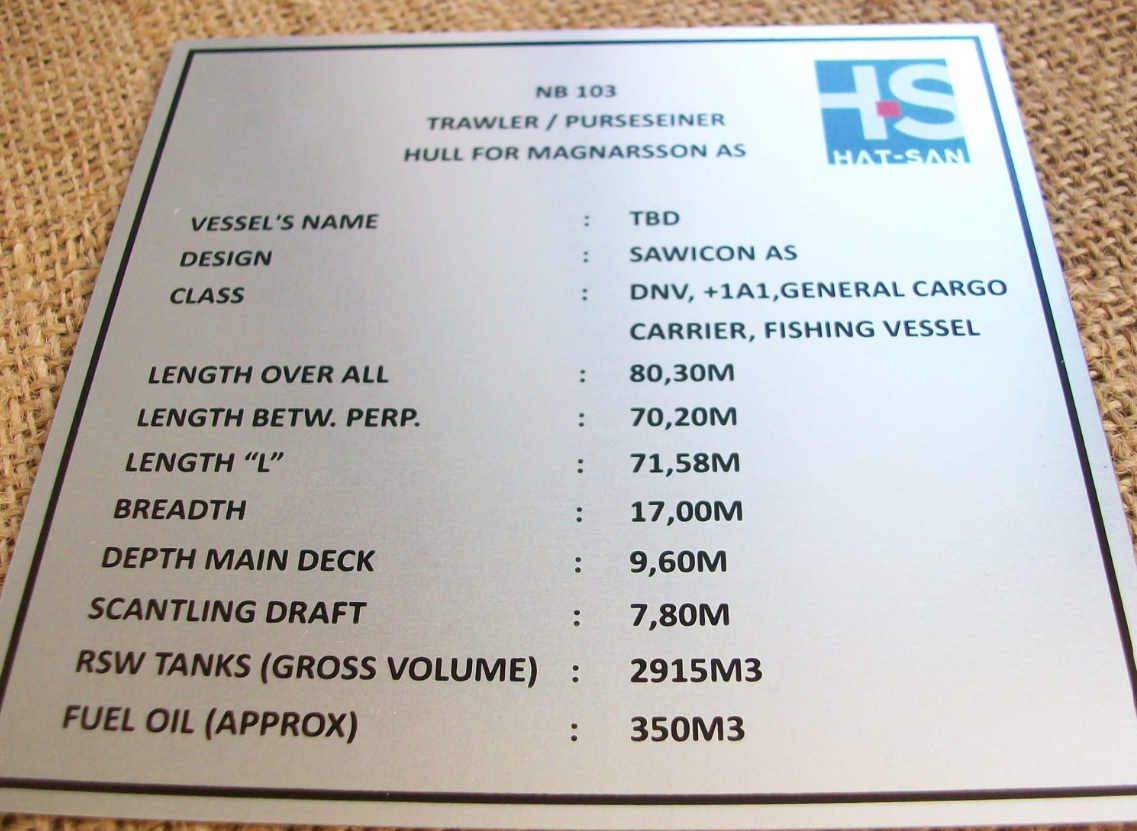 NB 103
TRAWLER / PURSESEINER
HULL FOR MAGNARSSON AS
HS
HAT-SAN
VESSEL'S NAME : TBD
DESIGN : SAWICON AS
CLASS : DNV, +1A1,GENERAL CARGO
CARRIER, FISHING VESSEL
LENGTH OVER ALL : 80,30M
LENGTH BETW. PERP. : 70,20M
LENGTH “L” : 71,58M
BREADTH : 17,00M
DEPTH MAIN DECK : 9,60M
SCANTLING DRAFT : 7,80M
RSW TANKS (GROSS VOLUME) : 2915M3
FUEL OIL (APPROX) : 350M3